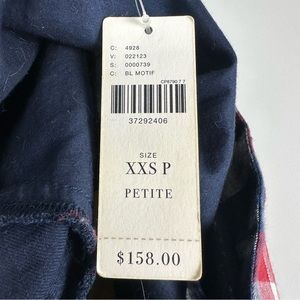 C: 4928
V: 022123
S: 0000739
C: BL MOTIF
CP6790 7 7
37292406
SIZE
XXS P
PETITE
$158.00